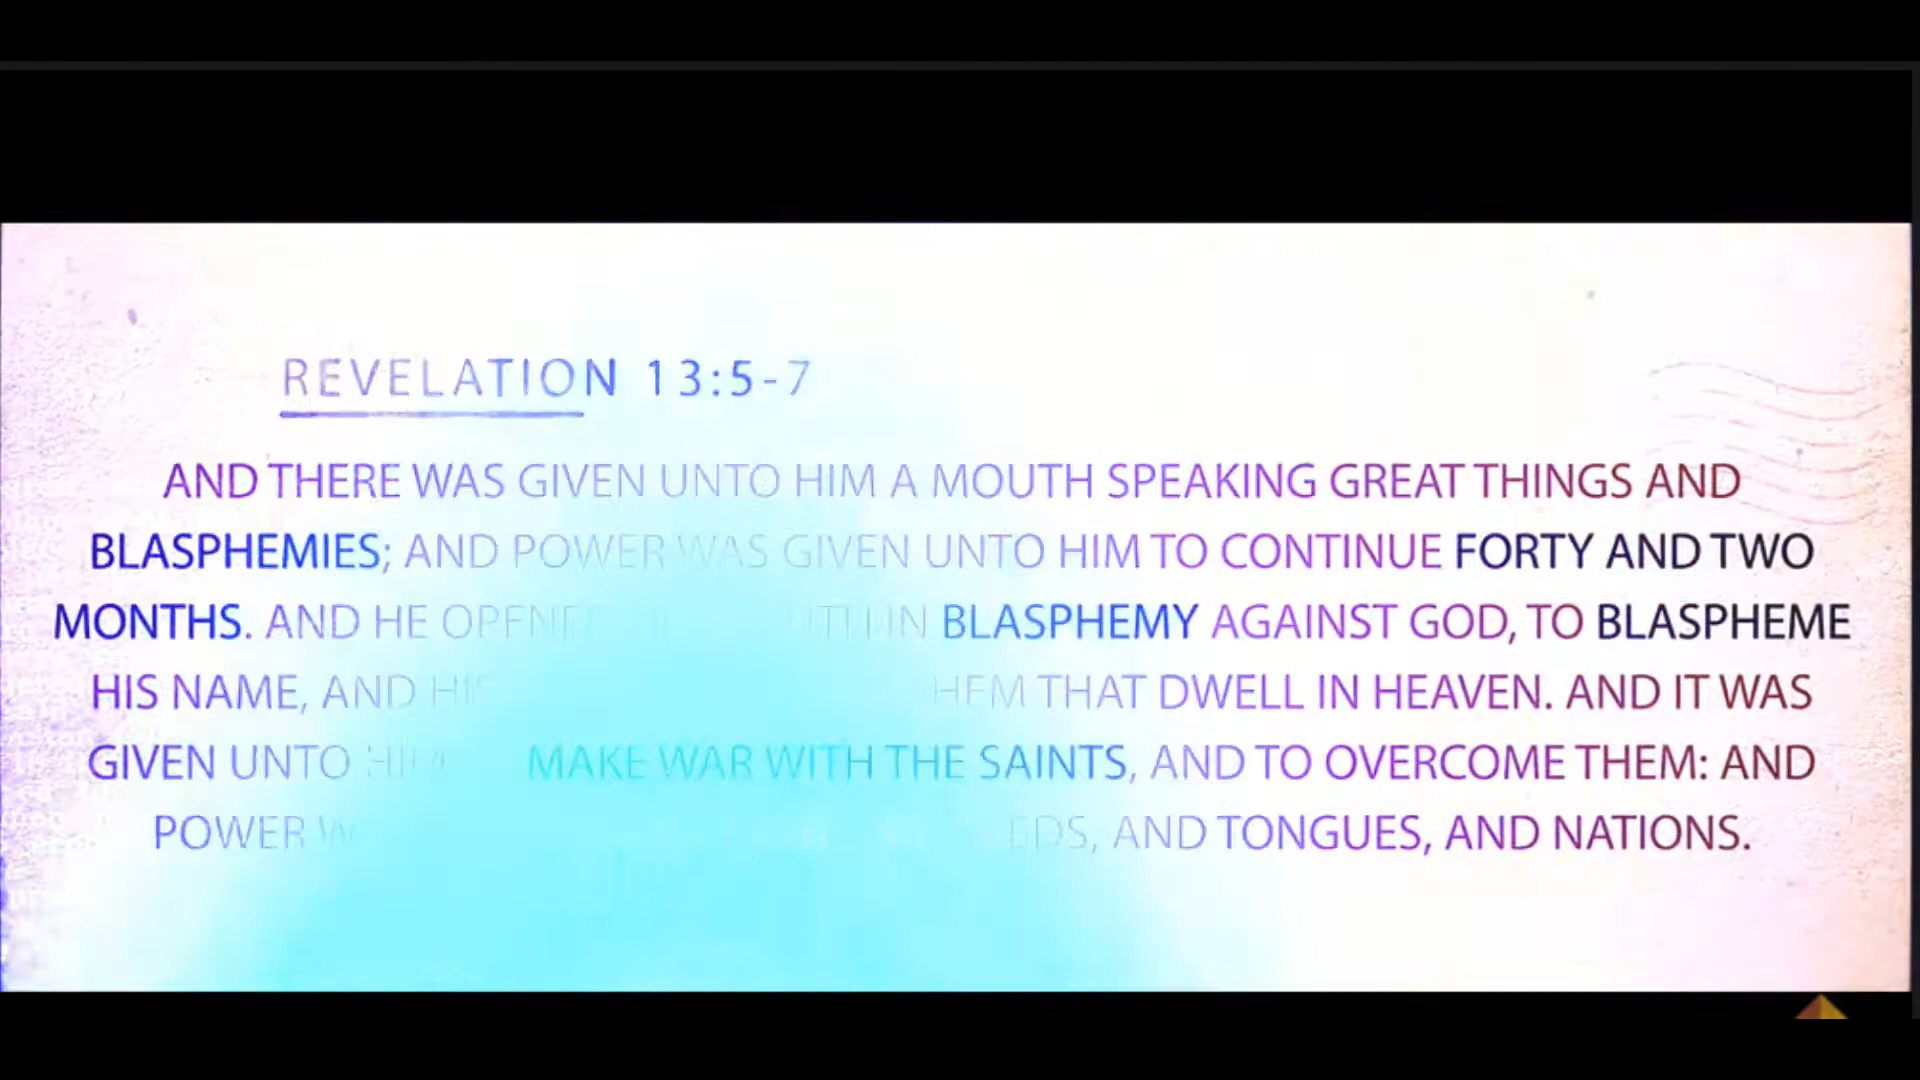 REVELATION 13:5-7
AND THERE WAS GIVEN UNTO HIM A MOUTH SPEAKING GREAT THINGS AND
BLASPHEMIES; AND POWER WAS GIVEN UNTO HIM TO CONTINUE FORTY AND TWO
MONTHS. AND HE IN BLASPHEMY AGAINST GOD, TO BLASPHEME
HIS NAME, AND THAT DWELL IN HEAVEN. AND IT WAS
GIVEN UNTO MAKE WAR WITH THE SAINTS, AND TO OVERCOME THEM: AND
POWER AND TONGUES, AND NATIONS.